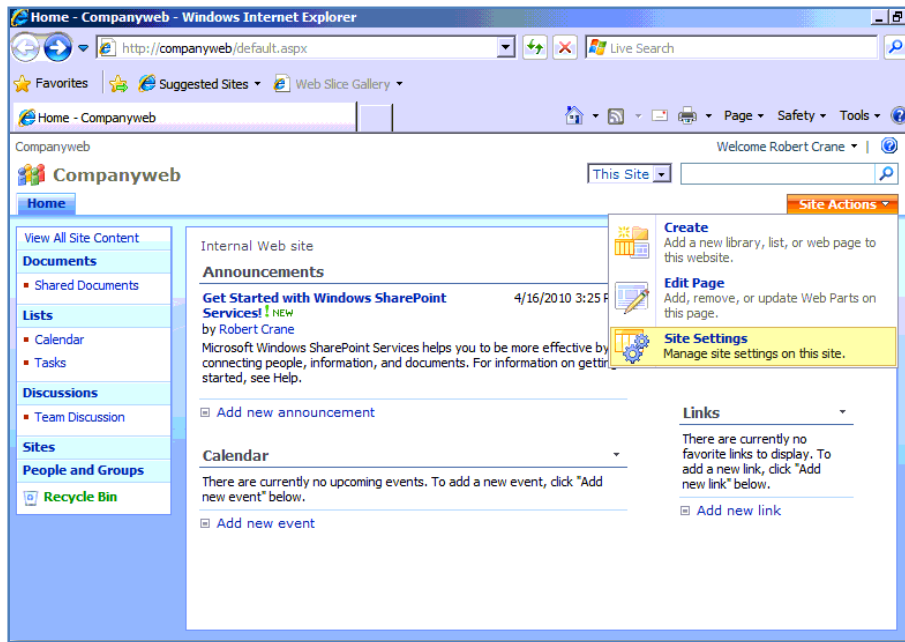 Home - Companyweb - Windows Internet Explorer
http://companyweb/default.aspx
Live Search
Favorites
Suggested Sites
Web Slice Gallery
Home - Companyweb
Page
Safety
Tools
Companyweb
Welcome Robert Crane
Companyweb
This Site
Home
Site Actions
View All Site Content
Documents
Shared Documents
Lists
Calendar
Tasks
Discussions
Team Discussion
Sites
People and Groups
Recycle Bin
Internal Web site
Announcements
Get Started with Windows SharePoint
Services! ! NEW
4/16/2010 3:25
by Robert Crane
Microsoft Windows SharePoint Services helps you to be more effective by
connecting people, information, and documents. For information on getting
started, see Help.
Add new announcement
Calendar
There are currently no upcoming events. To add a new event, click "Add
new event" below.
Add new event
Create
Add a new library, list, or web page to
this website.
Edit Page
Add, remove, or update Web Parts on
this page.
Site Settings
Manage site settings on this site.
Links
There are currently no
favorite links to display. To
add a new link, click "Add
new link" below.
Add new link